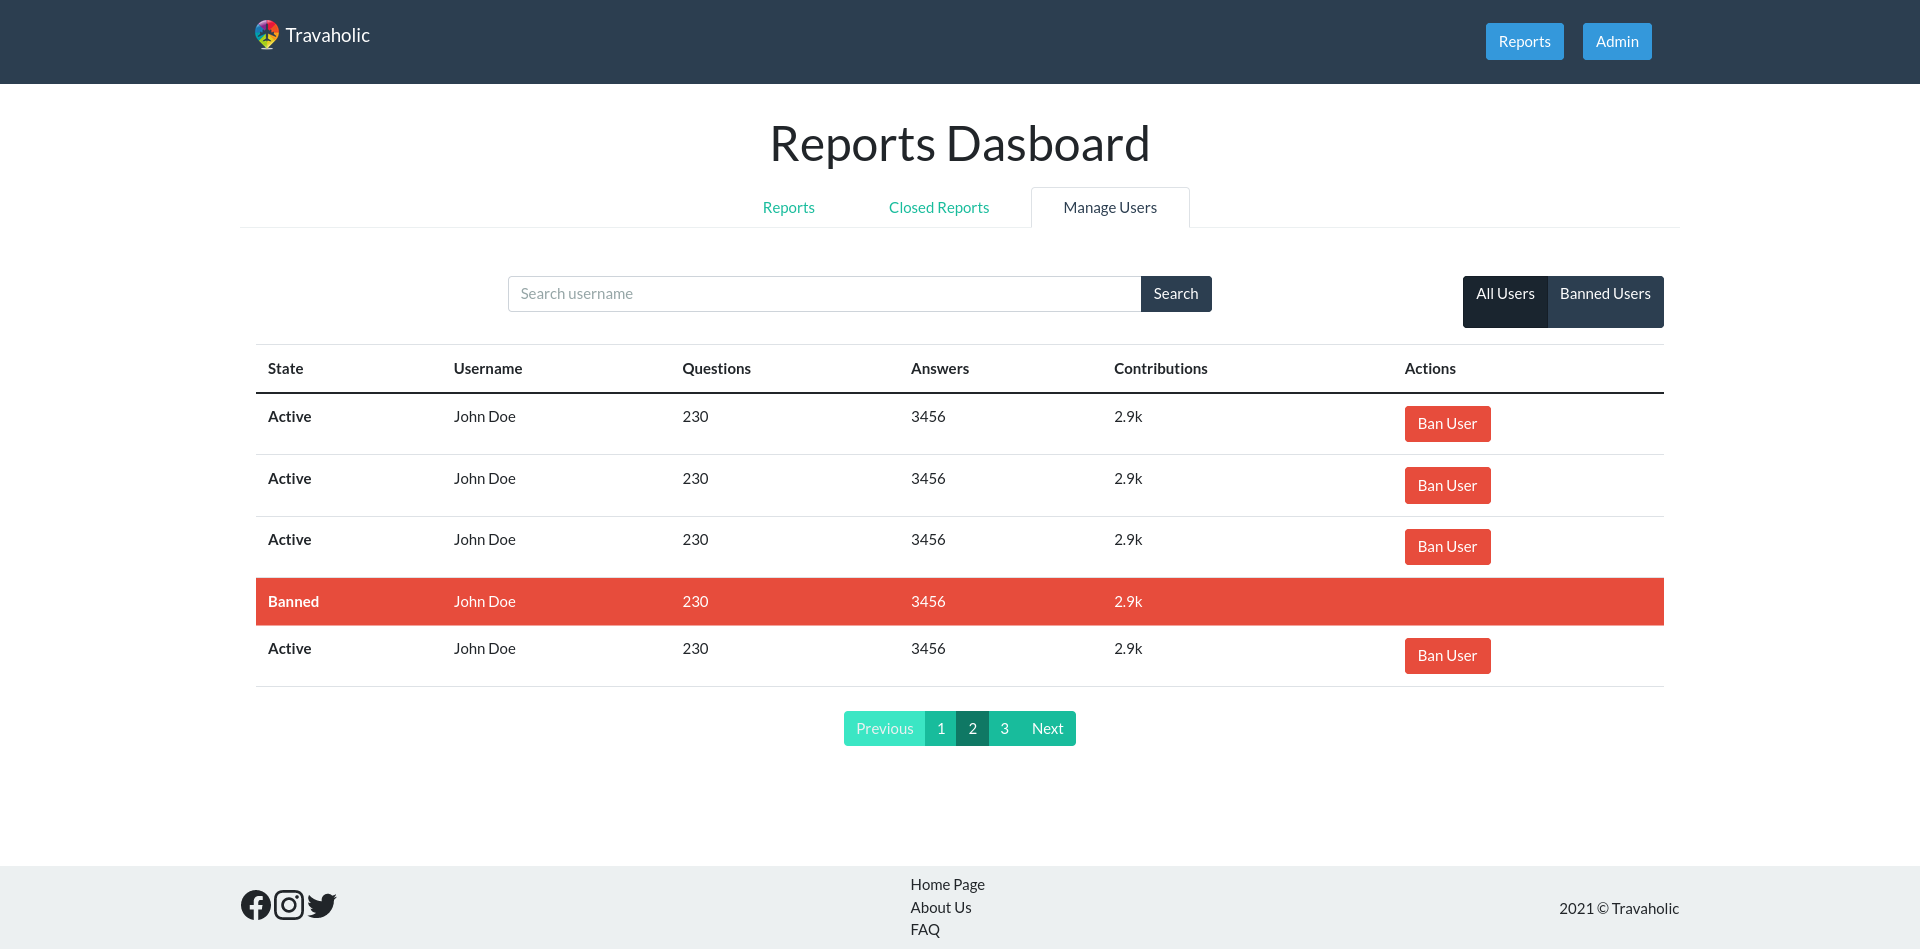 Travaholic Reports Admin
Reports Dasboard
Reports Closed Reports Manage Users
Search username Search All Users Banned Users
State Username Questions Answers Contributions Actions
Active John Doe 230 3456 2.9k Ban User
Active John Doe 230 3456 2.9k Ban User
Active John Doe 230 3456 2.9k Ban User
Banned John Doe 230 3456 2.9k
Active John Doe 230 3456 2.9k Ban User
Previous 1 2 3 Next
Home Page
About Us
FAQ
2021 © Travaholic